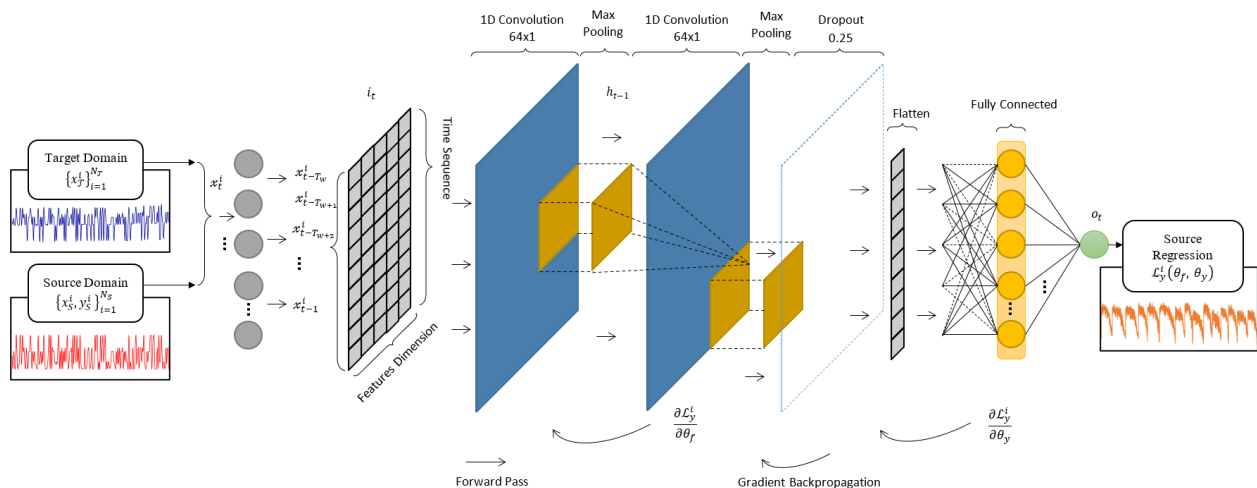 1D Convolution
64x1
Max
Pooling
1D Convolution
64x1
Max
Pooling
Dropout
0.25
Target Domain
{x_T^i}_{i=1}^{N_T}
Source Domain
{x_S^i, y_S^i}_{i=1}^{N_S}
x_t^i
...
x_{t-T_w}^i
x_{t-T_{w+1}}^i
x_{t-T_{w+2}}^i
...
x_{t-1}^i
...
i_t
Time Sequence
Features Dimension
h_{t-1}
Flatten
Fully Connected
...
...
o_t
Source
Regression
ℒ_y^i(θ_f, θ_y)
∂ℒ_y^i
∂θ_f
∂ℒ_y^i
∂θ_y
Forward Pass
Gradient Backpropagation